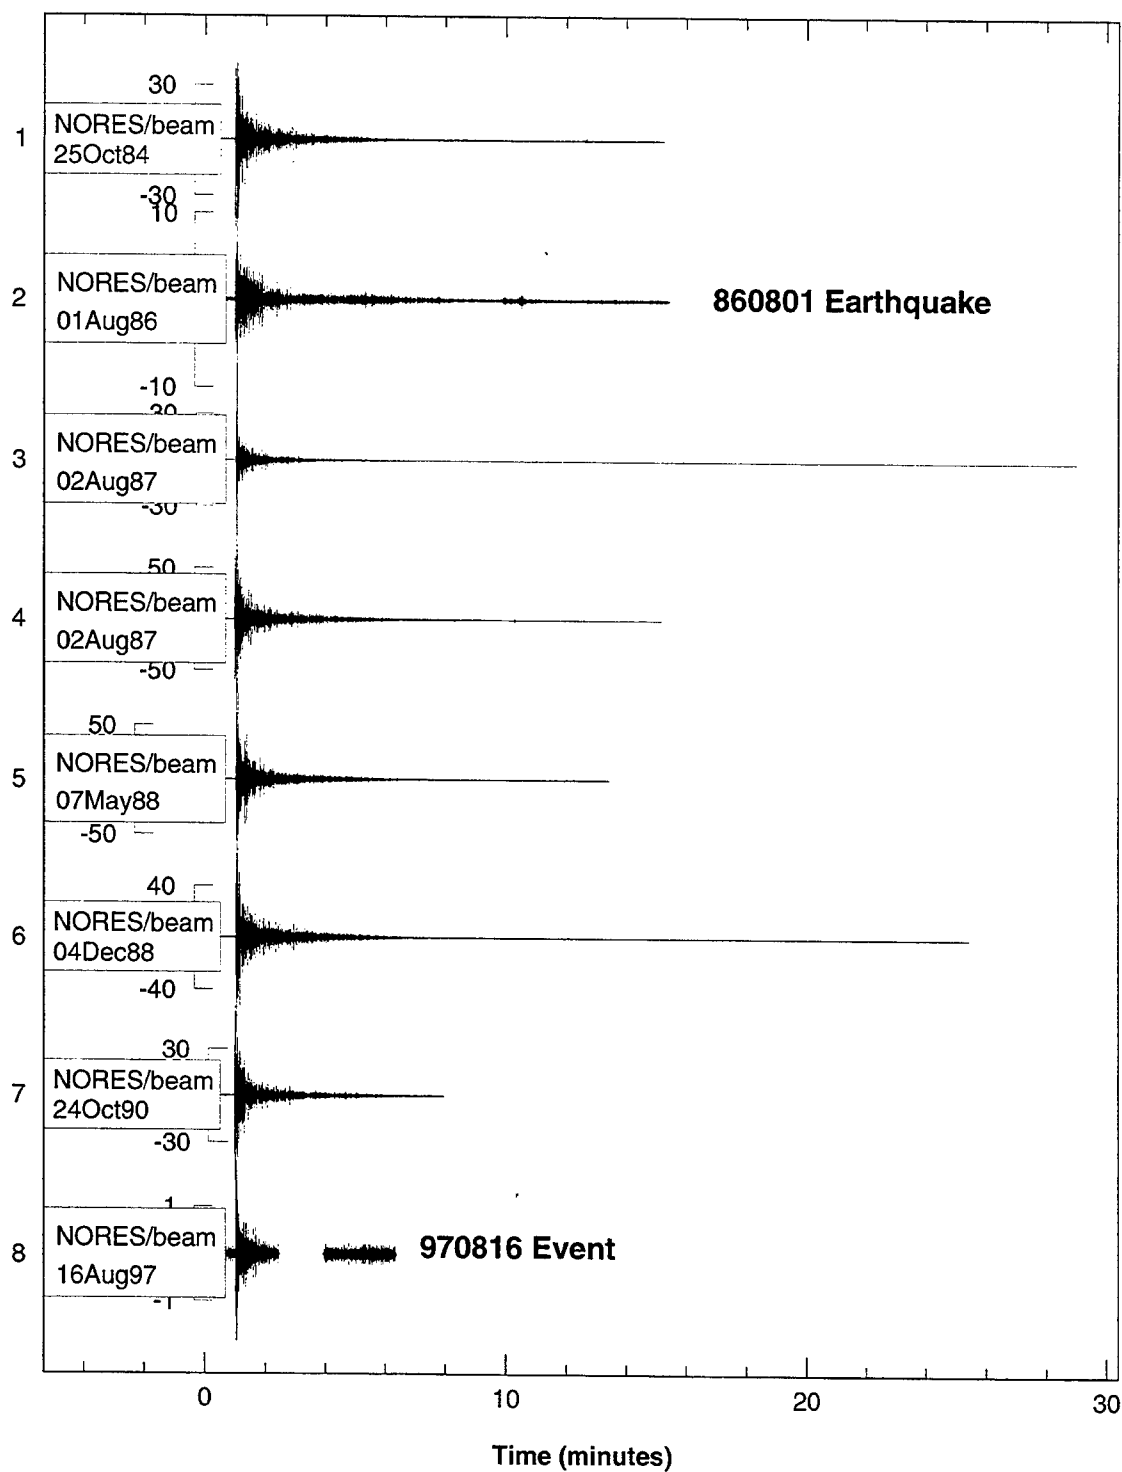 30
1
NORES/beam
25Oct84
-30
10
2
NORES/beam
01Aug86
860801 Earthquake
-10
30
3
NORES/beam
02Aug87
-30
50
4
NORES/beam
02Aug87
-50
50
5
NORES/beam
07May88
-50
40
6
NORES/beam
04Dec88
-40
30
7
NORES/beam
24Oct90
-30
1
8
NORES/beam
16Aug97
970816 Event
-1
0 10 20 30
Time (minutes)